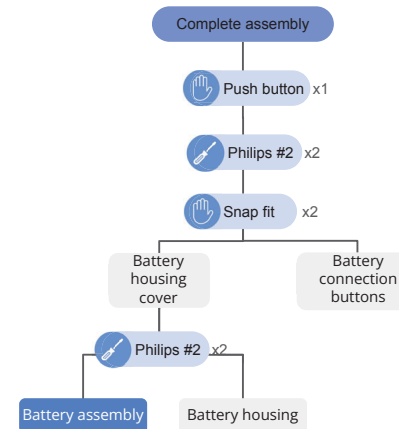 Complete assembly
Push button x1
Philips #2 x2
Snap fit x2
Battery
housing
cover
Battery
connection
buttons
Philips #2 x2
Battery assembly
Battery housing